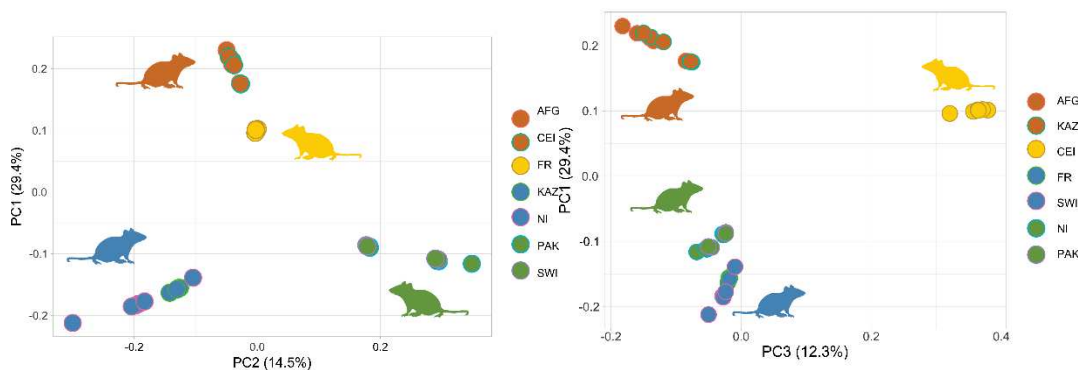 0.2
0.1
0.0
-0.1
-0.2
PC1 (29.4%)
-0.2
0.0
0.2
PC2 (14.5%)
AFG
CEI
FR
KAZ
NI
PAK
SWI
0.2
0.1
0.0
-0.1
-0.2
PC1 (29.4%)
-0.2
0.0
0.2
0.4
PC3 (12.3%)
AFG
KAZ
CEI
FR
SWI
NI
PAK